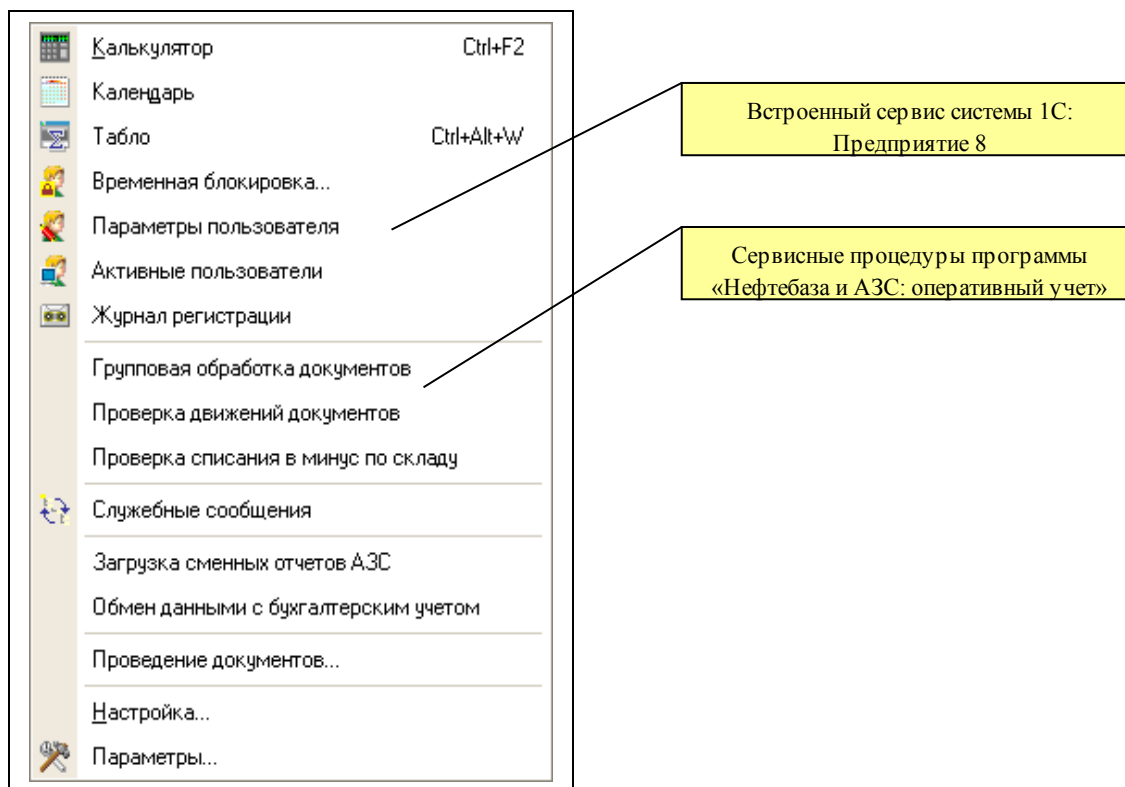 Калькулятор Ctrl+F2
Календарь
Табло Ctrl+Alt+W
Временная блокировка...
Параметры пользователя
Активные пользователи
Журнал регистрации
Групповая обработка документов
Проверка движений документов
Проверка списания в минус по складу
Служебные сообщения
Загрузка сменных отчетов АЗС
Обмен данными с бухгалтерским учетом
Проведение документов...
Настройка...
Параметры...
Встроенный сервис системы 1С:
Предприятие 8
Сервисные процедуры программы
«Нефтебаза и АЗС: оперативный учет»